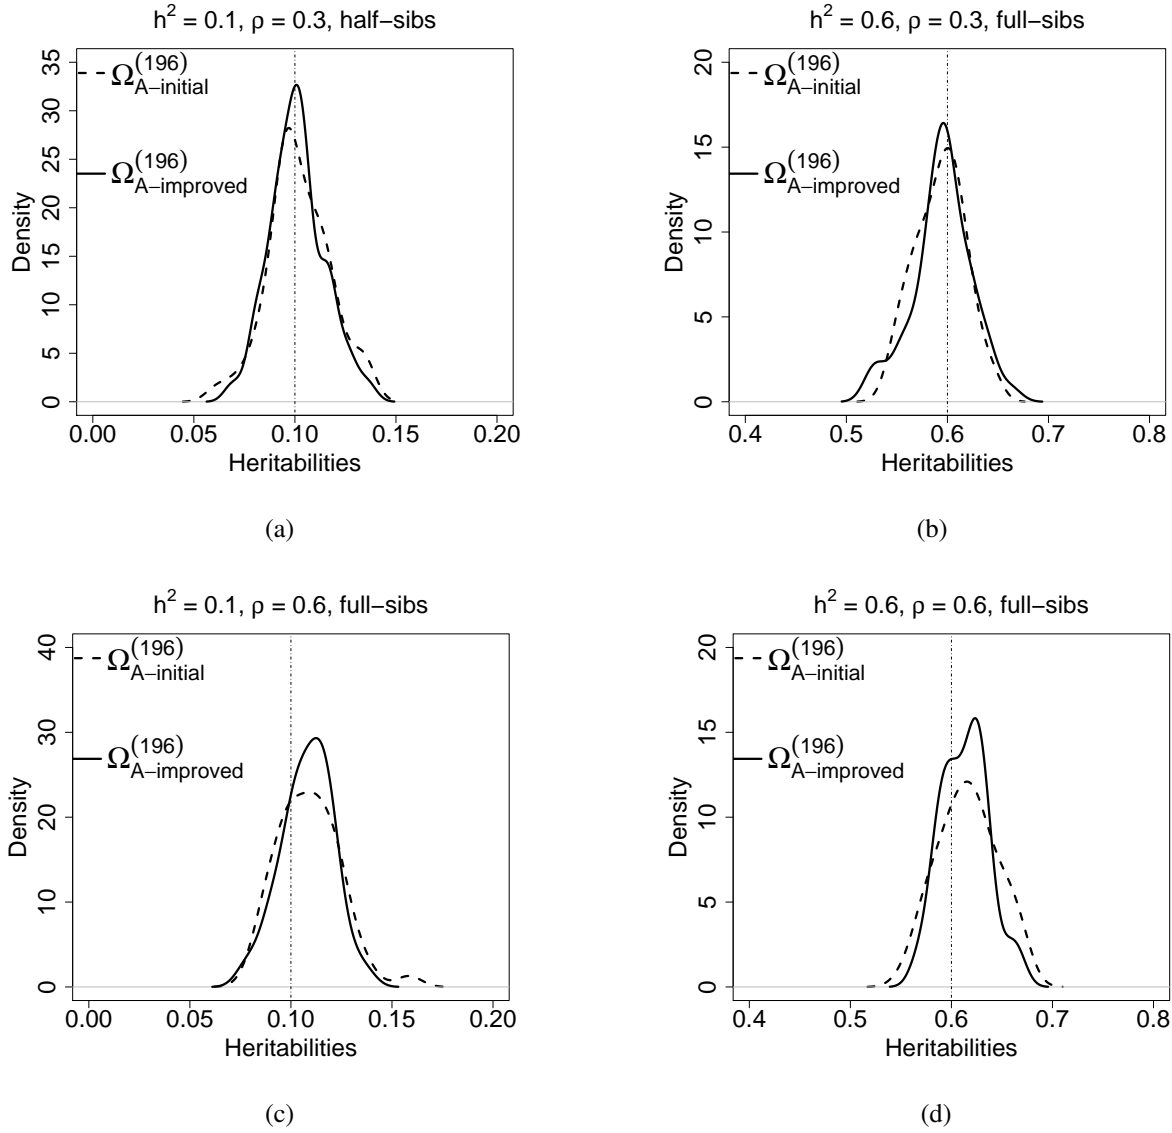 h² = 0.1, ρ = 0.3, half−sibs
Ω(196)A−initial
Ω(196)A−improved
Density
0 5 10 15 20 25 30 35
0.00 0.05 0.10 0.15 0.20
Heritabilities
(a)
h² = 0.6, ρ = 0.3, full−sibs
Ω(196)A−initial
Ω(196)A−improved
Density
0 5 10 15 20
0.4 0.5 0.6 0.7 0.8
Heritabilities
(b)
h² = 0.1, ρ = 0.6, full−sibs
Ω(196)A−initial
Ω(196)A−improved
Density
0 10 20 30 40
0.00 0.05 0.10 0.15 0.20
Heritabilities
(c)
h² = 0.6, ρ = 0.6, full−sibs
Ω(196)A−initial
Ω(196)A−improved
Density
0 5 10 15 20
0.4 0.5 0.6 0.7 0.8
Heritabilities
(d)